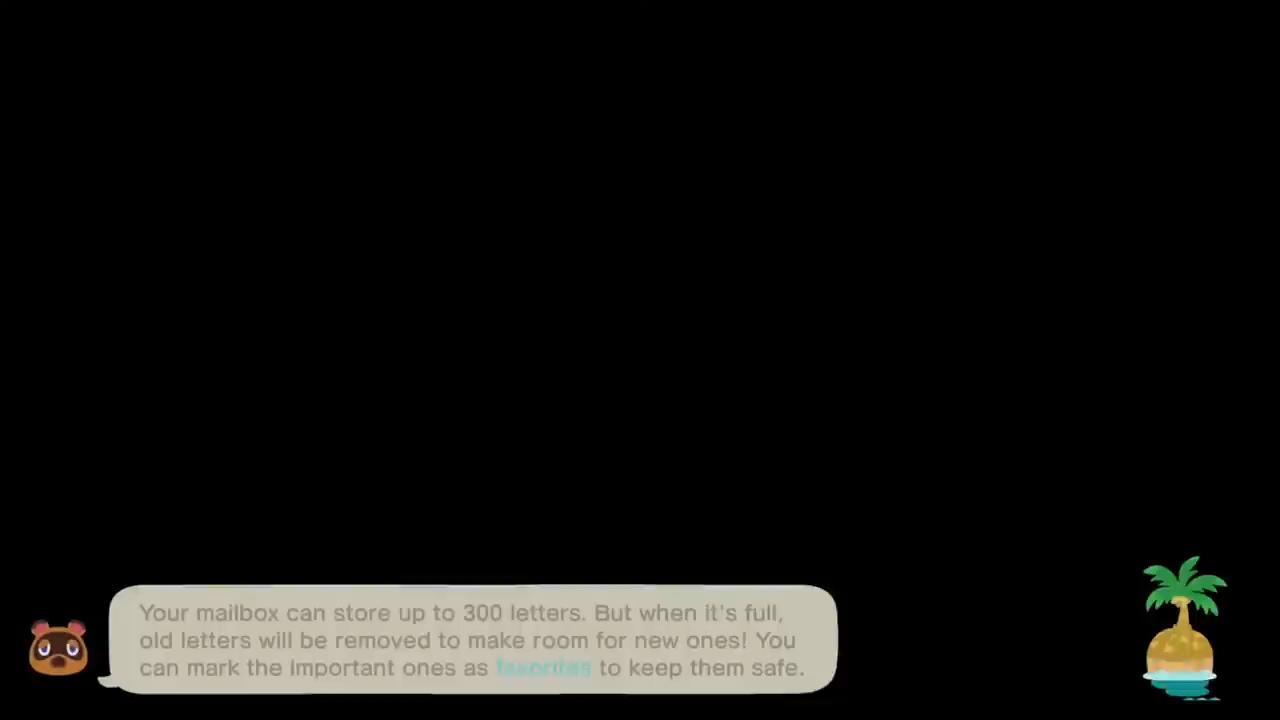 Your mailbox can store up to 300 letters. But when it's full,
old letters will be removed to make room for new ones! You
can mark the important ones as favorites to keep them safe.